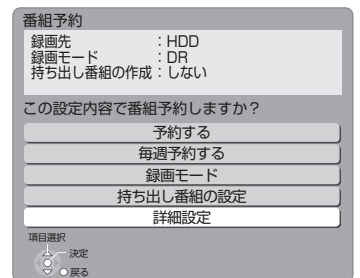 番組予約
録画先 : HDD
録画モード : DR
持ち出し番組の作成 : しない
この設定内容で番組予約しますか？
予約する
毎週予約する
録画モード
持ち出し番組の設定
詳細設定
項目選択
決定
戻る